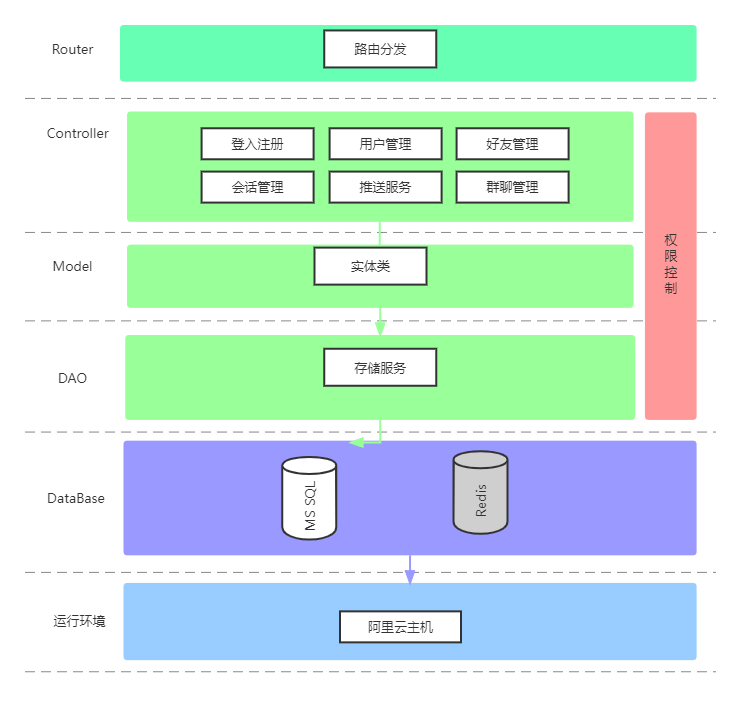 Router
路由分发
Controller
登入注册
用户管理
好友管理
会话管理
推送服务
群聊管理
权限控制
Model
实体类
DAO
存储服务
DataBase
MS SQL
Redis
运行环境
阿里云主机